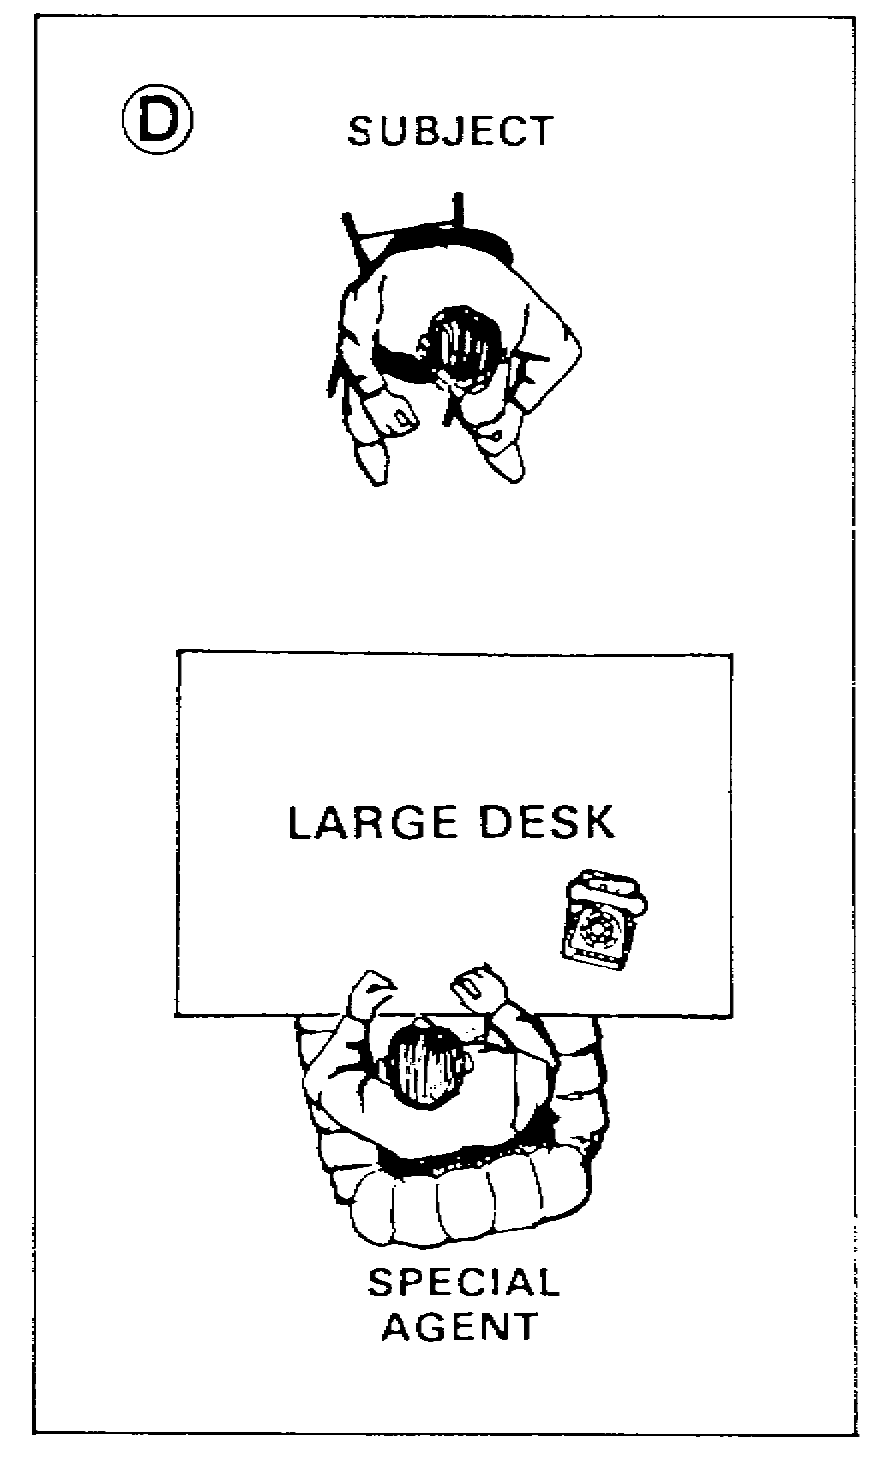 D
SUBJECT
LARGE DESK
SPECIAL
AGENT